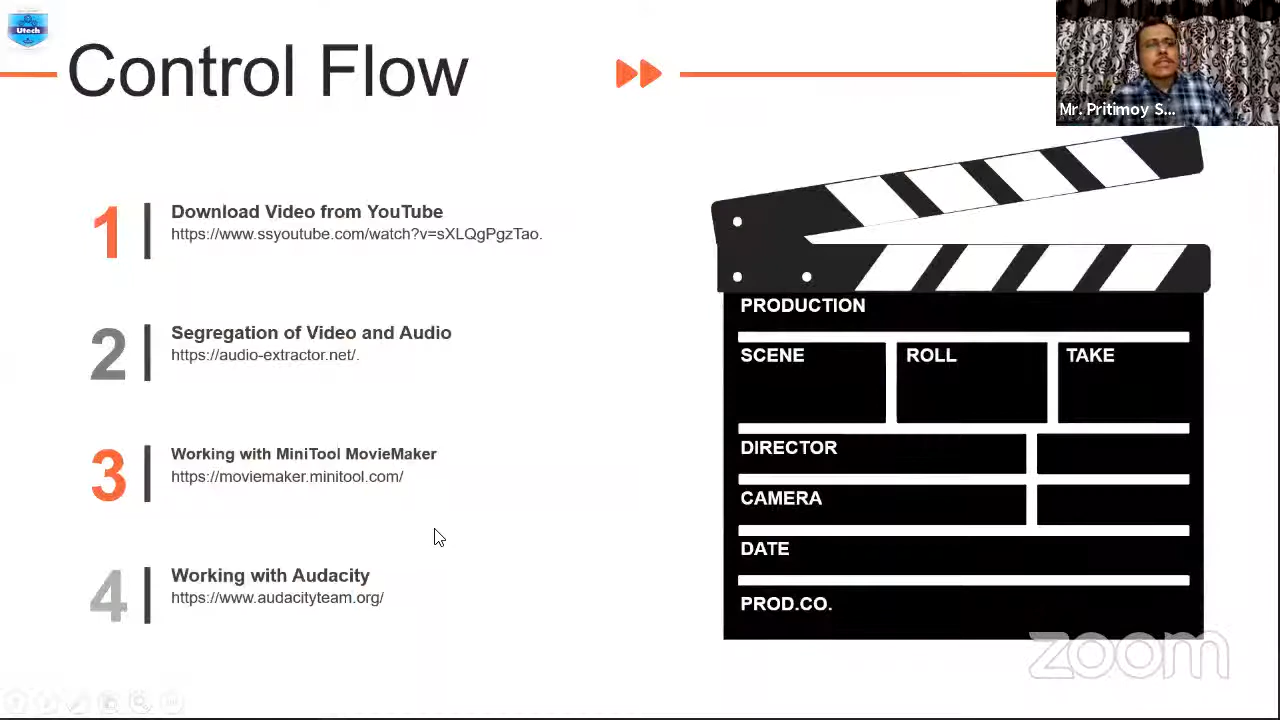 Utech
Control Flow
Mr. Pritimoy S...
1
Download Video from YouTube
https://www.ssyoutube.com/watch?v=sXLQgPgzTao.
2
Segregation of Video and Audio
https://audio-extractor.net/.
3
Working with MiniTool MovieMaker
https://moviemaker.minitool.com/
4
Working with Audacity
https://www.audacityteam.org/
PRODUCTION
SCENE ROLL TAKE
DIRECTOR
CAMERA
DATE
PROD.CO.
zoom